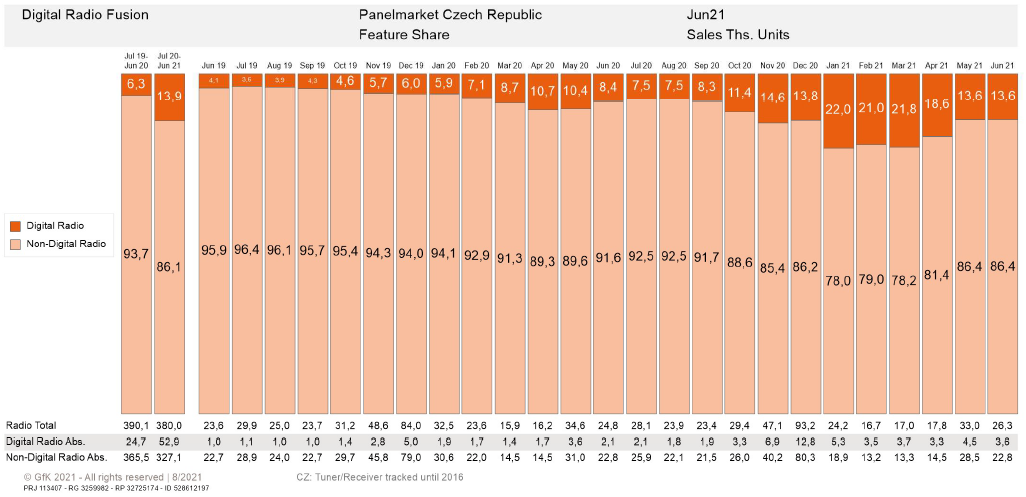 Digital Radio Fusion Panelmarket Czech Republic Jun21
Feature Share Sales Ths. Units
Jul 19- Jul 20-
Jun 20 Jun 21 Jun 19 Jul 19 Aug 19 Sep 19 Oct 19 Nov 19 Dec 19 Jan 20 Feb 20 Mar 20 Apr 20 May 20 Jun 20 Jul 20 Aug 20 Sep 20 Oct 20 Nov 20 Dec 20 Jan 21 Feb 21 Mar 21 Apr 21 May 21 Jun 21
6,3 13,9 4,1 3,6 3,9 4,3 4,6 5,7 6,0 5,9 7,1 8,7 10,7 10,4 8,4 7,5 7,5 8,3 11,4 14,6 13,8 22,0 21,0 21,8 18,6 13,6 13,6
Digital Radio
Non-Digital Radio
93,7 86,1 95,9 96,4 96,1 95,7 95,4 94,3 94,0 94,1 92,9 91,3 89,3 89,6 91,6 92,5 92,5 91,7 88,6 85,4 86,2 78,0 79,0 78,2 81,4 86,4 86,4
Radio Total 390,1 380,0 23,6 29,9 25,0 23,7 31,2 48,6 84,0 32,5 23,6 15,9 16,2 34,6 24,8 28,1 23,9 23,4 29,4 47,1 93,2 24,2 16,7 17,0 17,8 33,0 26,3
Digital Radio Abs. 24,7 52,9 1,0 1,1 1,0 1,0 1,4 2,8 5,0 1,9 1,7 1,4 1,7 3,6 2,1 2,1 1,8 1,9 3,3 6,9 12,8 5,3 3,5 3,7 3,3 4,5 3,6
Non-Digital Radio Abs. 365,5 327,1 22,7 28,9 24,0 22,7 29,7 45,8 79,0 30,6 22,0 14,5 14,5 31,0 22,8 25,9 22,1 21,5 26,0 40,2 80,3 18,9 13,2 13,3 14,5 28,5 22,8
© GfK 2021 - All rights reserved | 8/2021 CZ: Tuner/Receiver tracked until 2016
PRJ 113407 - RG 3259982 - RP 32725174 - ID 528612197